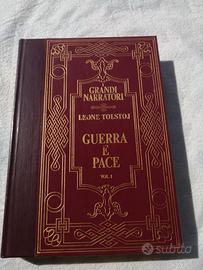 I GRANDI
NARRATORI
LEONE TOLSTOJ
GUERRA
E
PACE
VOL. I
subito